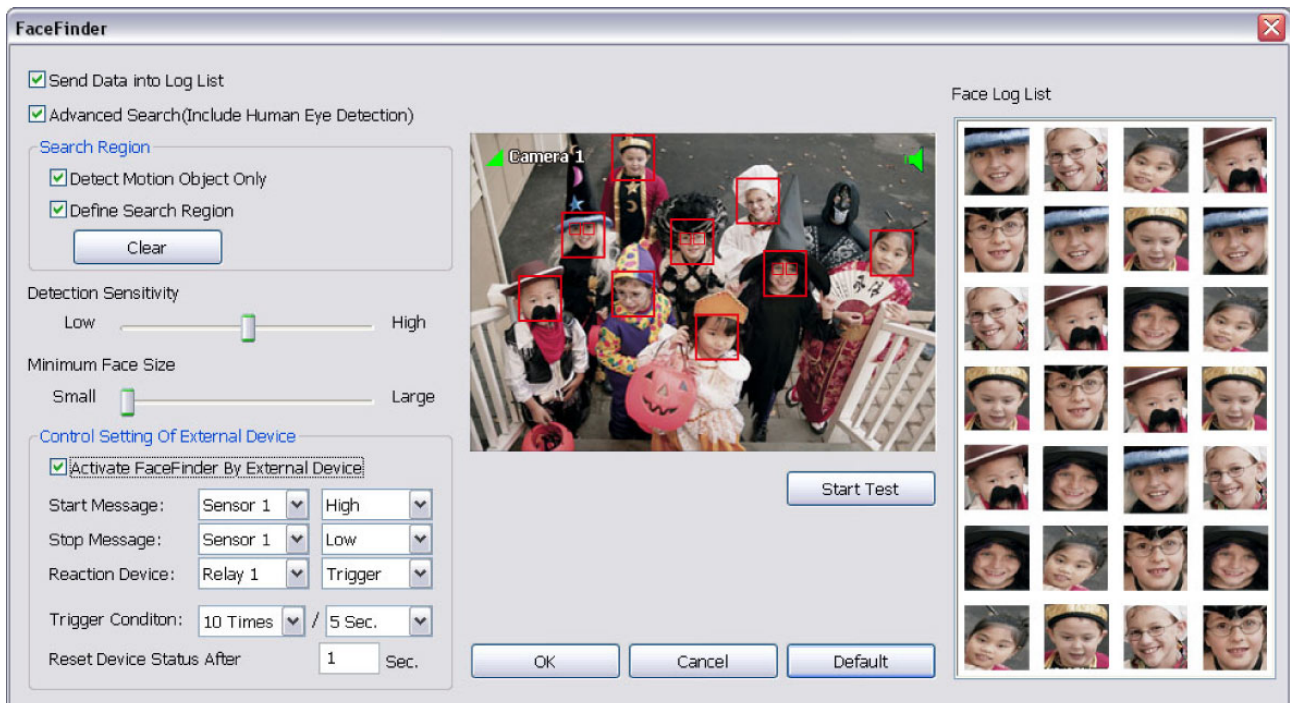 FaceFinder
Send Data into Log List
Advanced Search(Include Human Eye Detection)
Search Region
Detect Motion Object Only
Define Search Region
Clear
Detection Sensitivity
Low High
Minimum Face Size
Small Large
Control Setting Of External Device
Activate FaceFinder By External Device
Start Message: Sensor 1 High
Stop Message: Sensor 1 Low
Reaction Device: Relay 1 Trigger
Trigger Conditon: 10 Times / 5 Sec.
Reset Device Status After 1 Sec.
Camera 1
Start Test
OK Cancel Default
Face Log List